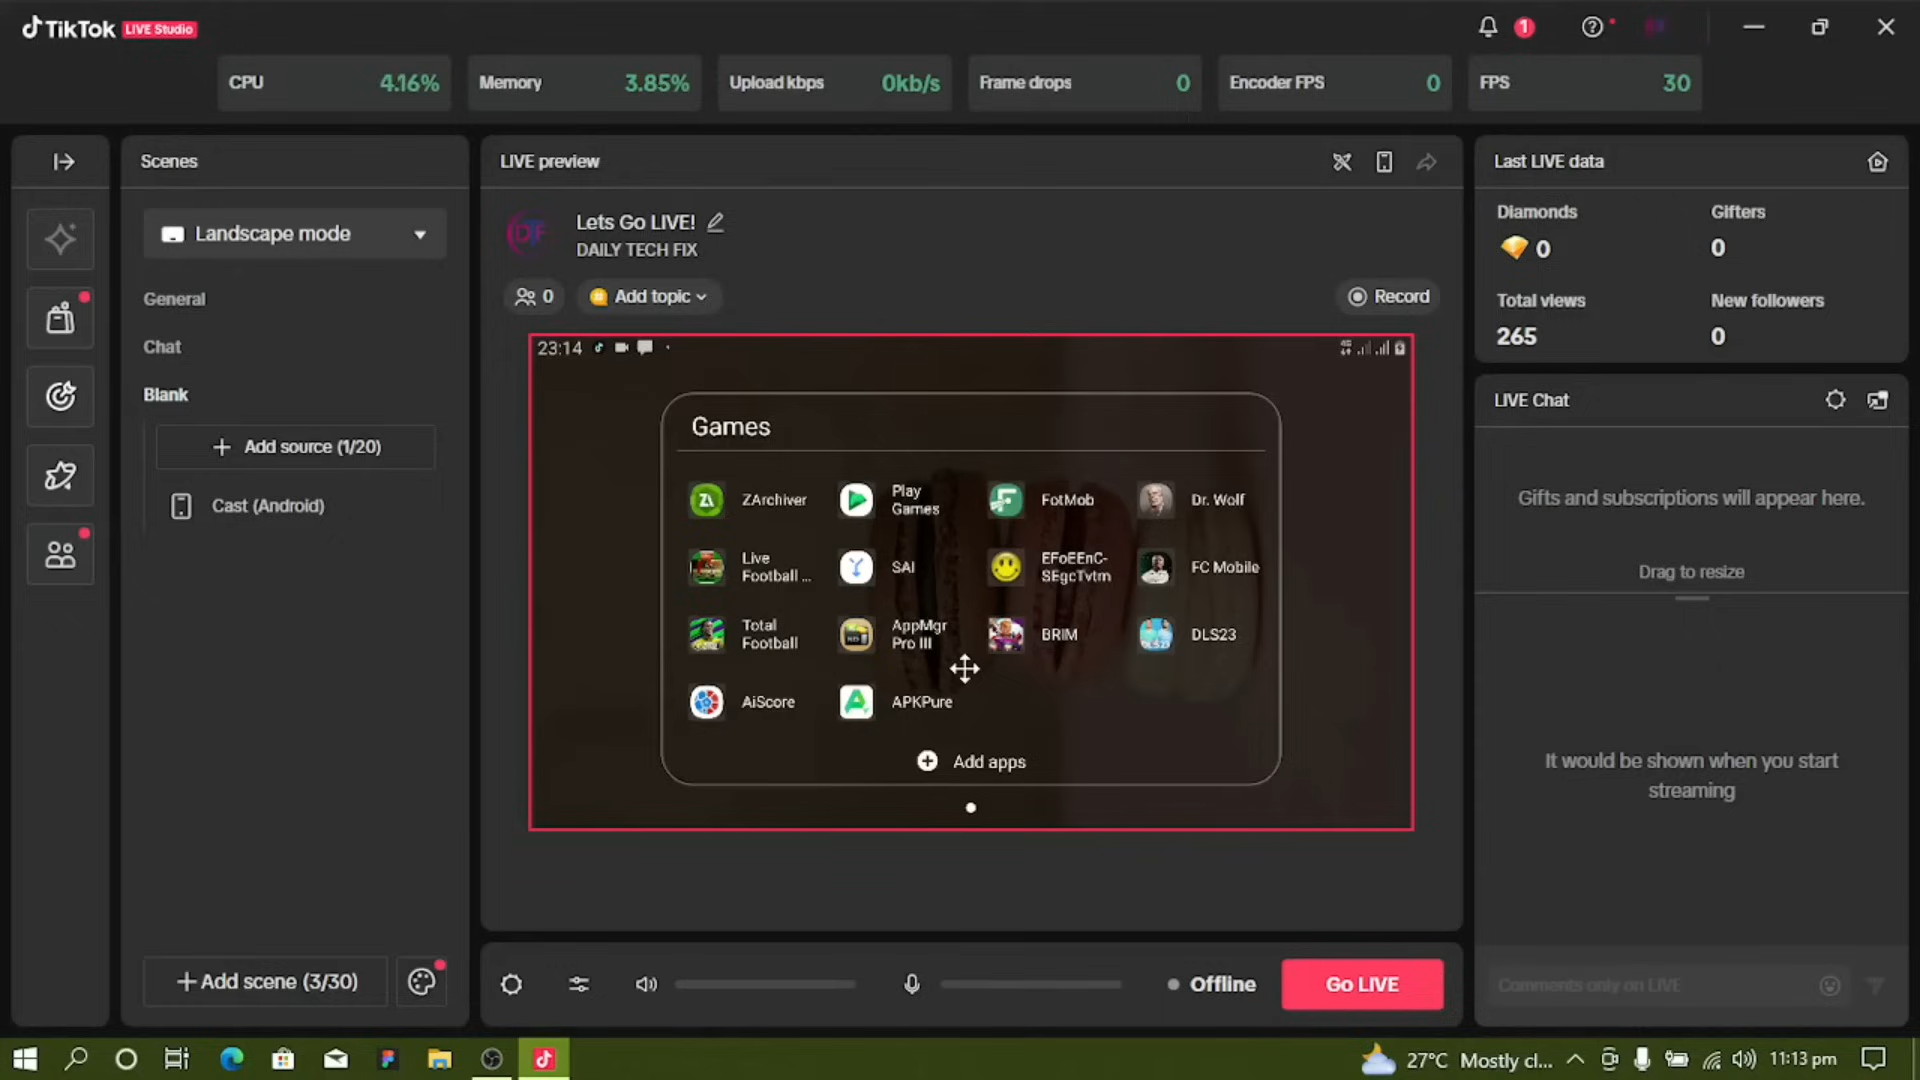 TikTok LIVE Studio
1
CPU 4.16%
Memory 3.85%
Upload kbps 0kb/s
Frame drops 0
Encoder FPS 0
FPS 30
Scenes
Landscape mode
General
Chat
Blank
+ Add source (1/20)
Cast (Android)
+ Add scene (3/30)
LIVE preview
DTF
Lets Go LIVE!
DAILY TECH FIX
0
Add topic
Record
23:14
Games
ZArchiver
Play
Games
FotMob
Dr. Wolf
Live
Football ...
SAI
EFoEEnC-
SEgcTvtm
FC Mobile
Total
Football
AppMgr
Pro III
BRIM
DLS23
AiScore
APKPure
Add apps
Offline
Go LIVE
Last LIVE data
Diamonds
0
Gifters
0
Total views
265
New followers
0
LIVE Chat
Gifts and subscriptions will appear here.
Drag to resize
It would be shown when you start
streaming
Comments only on LIVE
27°C Mostly cl...
11:13 pm